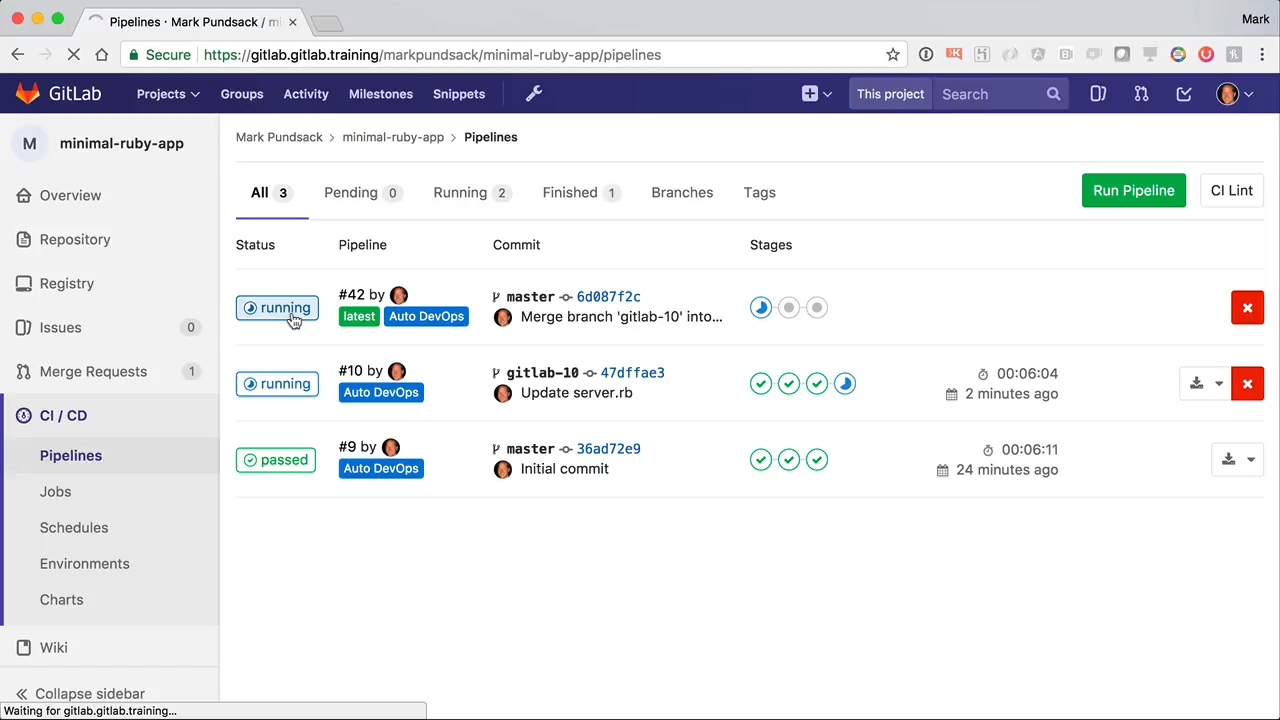 Pipelines · Mark Pundsack / mi
Mark
Secure https://gitlab.gitlab.training/markpundsack/minimal-ruby-app/pipelines
GitLab Projects Groups Activity Milestones Snippets This project Search
M minimal-ruby-app
Overview
Repository
Registry
Issues 0
Merge Requests 1
CI / CD
Pipelines
Jobs
Schedules
Environments
Charts
Wiki
Collapse sidebar
Mark Pundsack > minimal-ruby-app > Pipelines
All 3 Pending 0 Running 2 Finished 1 Branches Tags Run Pipeline CI Lint
Status Pipeline Commit Stages
running #42 by master 6d087f2c
latest Auto DevOps Merge branch 'gitlab-10' into...
running #10 by gitlab-10 47dffae3 00:06:04
Auto DevOps Update server.rb 2 minutes ago
passed #9 by master 36ad72e9 00:06:11
Auto DevOps Initial commit 24 minutes ago
Waiting for gitlab.gitlab.training...